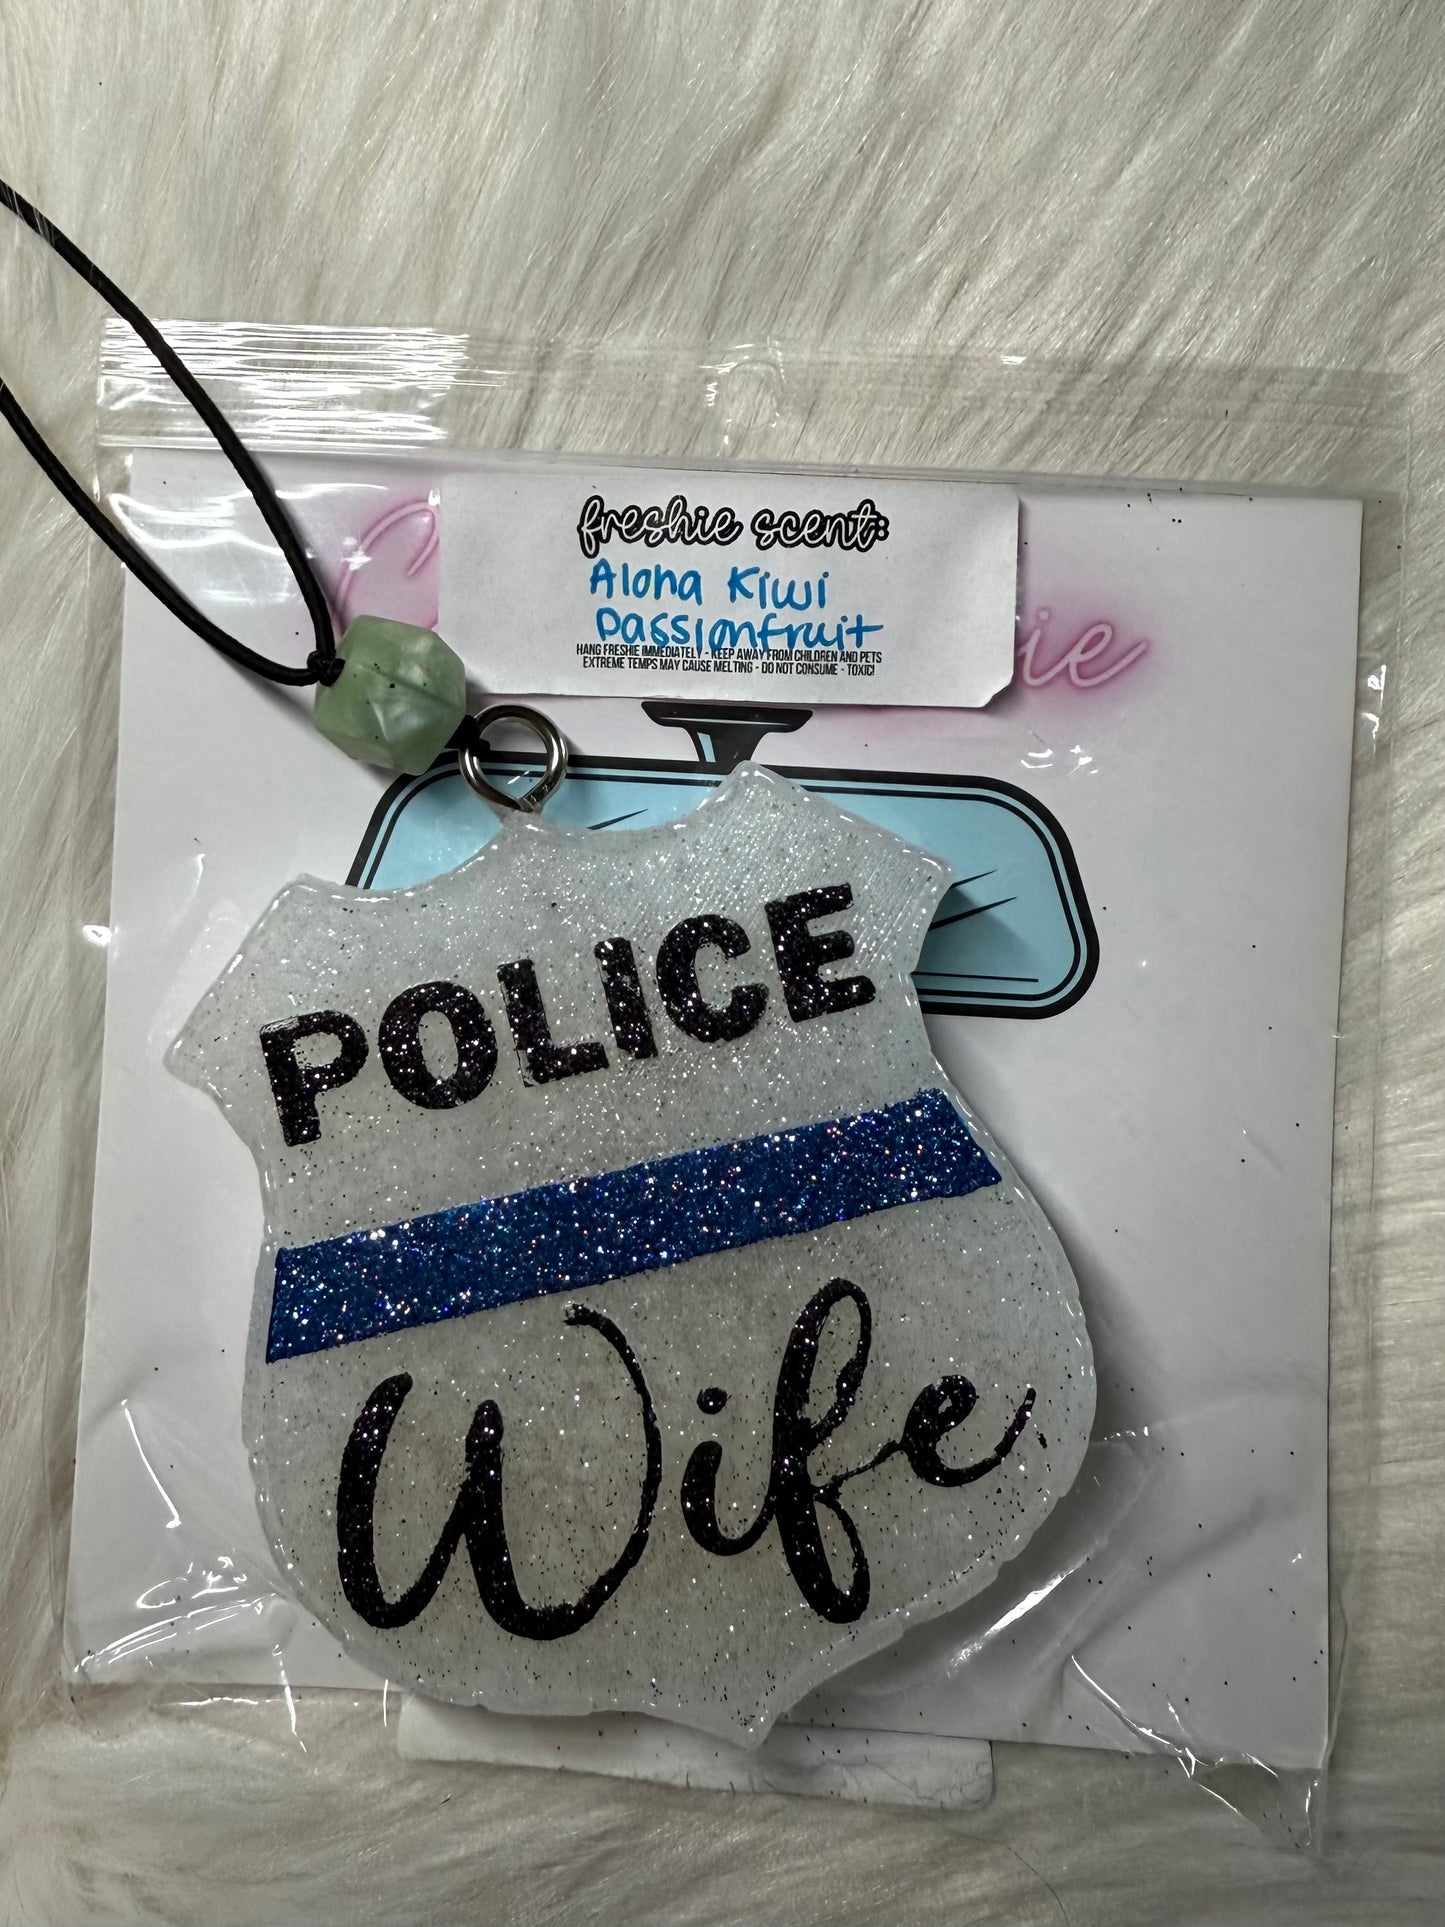 freshie scent:
Aloha Kiwi
Passionfruit
HANG FRESHIE IMMEDIATELY - KEEP AWAY FROM CHILDREN AND PETS
EXTREME TEMPS MAY CAUSE MELTING - DO NOT CONSUME - TOXIC!
POLICE
Wife